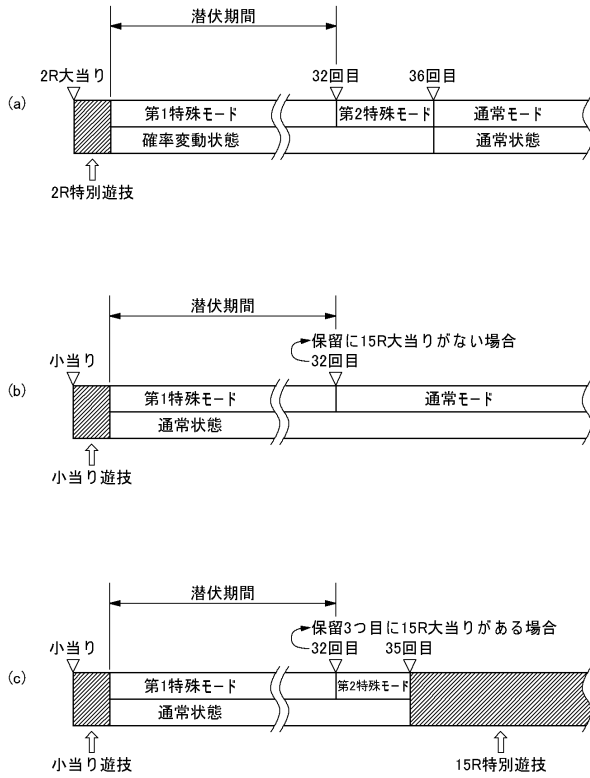 潜伏期間
2R大当り 32回目 36回目
(a)
第1特殊モード 第2特殊モード 通常モード
確率変動状態 通常状態
2R特別遊技
潜伏期間
保留に15R大当りがない場合
小当り 32回目
(b)
第1特殊モード 通常モード
通常状態
小当り遊技
潜伏期間
保留3つ目に15R大当りがある場合
小当り 32回目 35回目
(c)
第1特殊モード 第2特殊モード
通常状態
小当り遊技 15R特別遊技